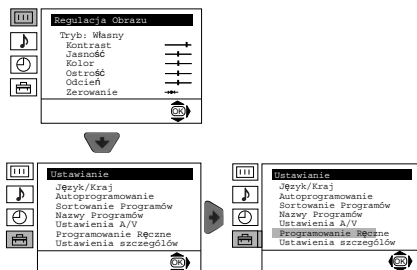 Regulacja Obrazu
Tryb: Własny
Kontrast
Jasność
Kolor
Ostrość
Odcień
Zerowanie
OK
Ustawianie
Język/Kraj
Autoprogramowanie
Sortowanie Programów
Nazwy Programów
Ustawienia A/V
Programowanie Ręczne
Ustawienia szczegółów
OK
Ustawianie
Język/Kraj
Autoprogramowanie
Sortowanie Programów
Nazwy Programów
Ustawienia A/V
Programowanie Ręczne
Ustawienia szczegółów
OK